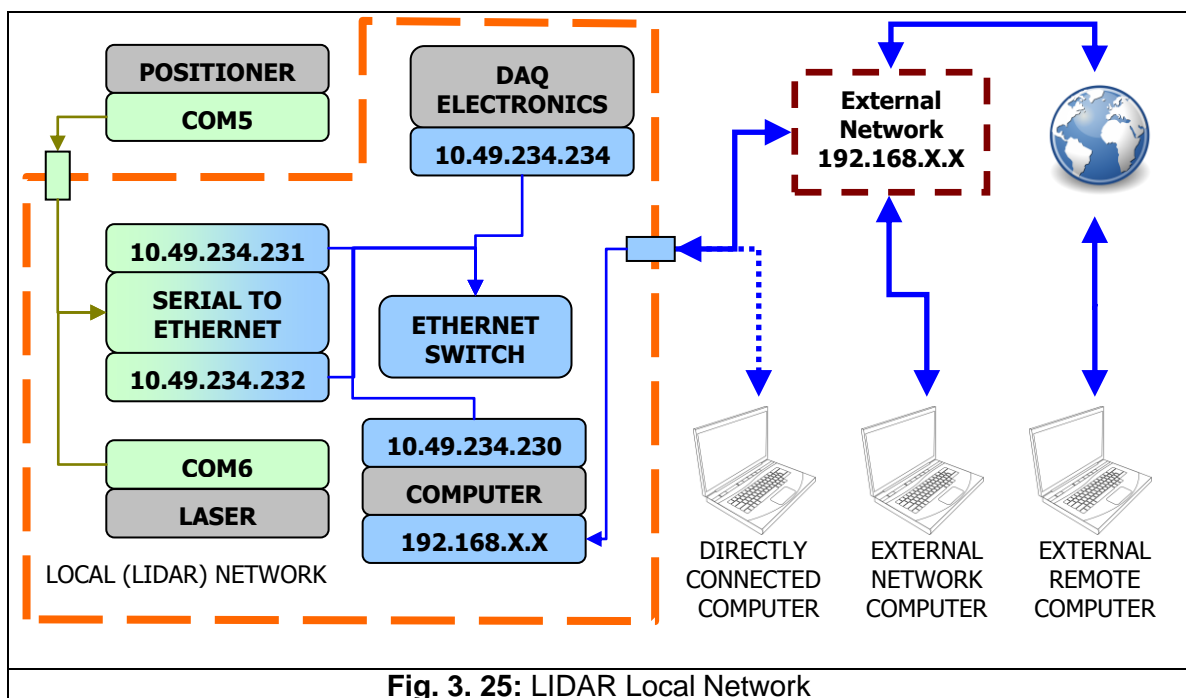 POSITIONER
COM5
DAQ
ELECTRONICS
10.49.234.234
10.49.234.231
SERIAL TO
ETHERNET
10.49.234.232
ETHERNET
SWITCH
COM6
LASER
10.49.234.230
COMPUTER
192.168.X.X
LOCAL (LIDAR) NETWORK
External
Network
192.168.X.X
DIRECTLY
CONNECTED
COMPUTER
EXTERNAL
NETWORK
COMPUTER
EXTERNAL
REMOTE
COMPUTER
Fig. 3. 25: LIDAR Local Network